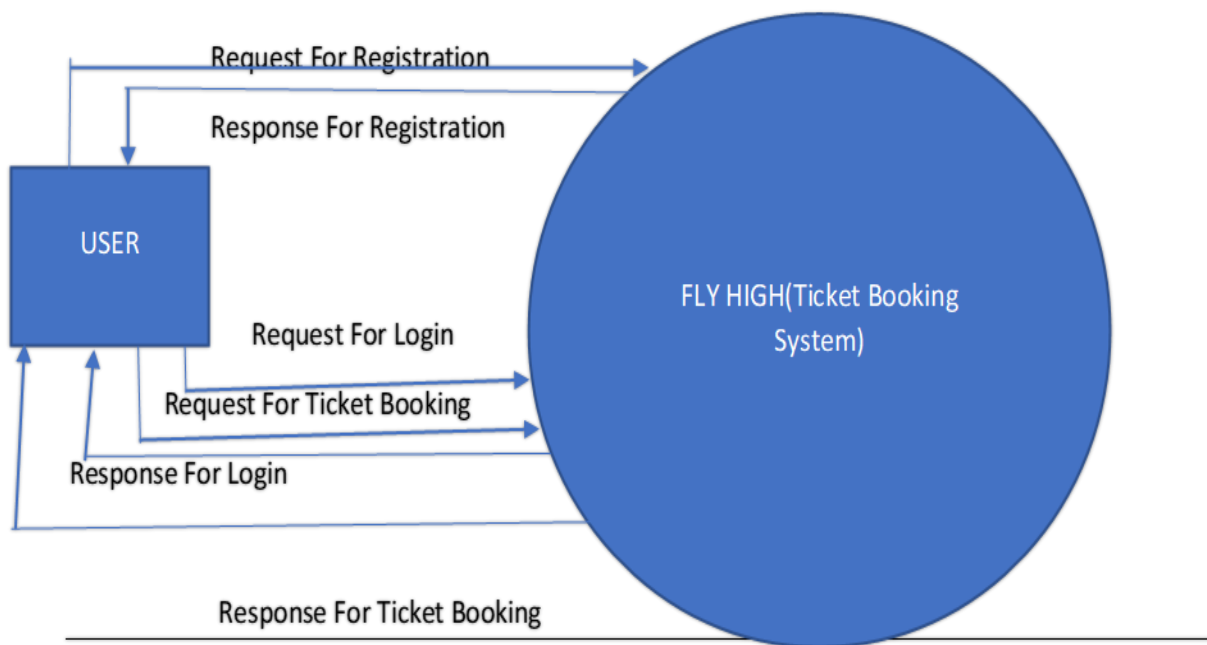 Request For Registration
Response For Registration
USER
FLY HIGH(Ticket Booking
System)
Request For Login
Request For Ticket Booking
Response For Login
Response For Ticket Booking